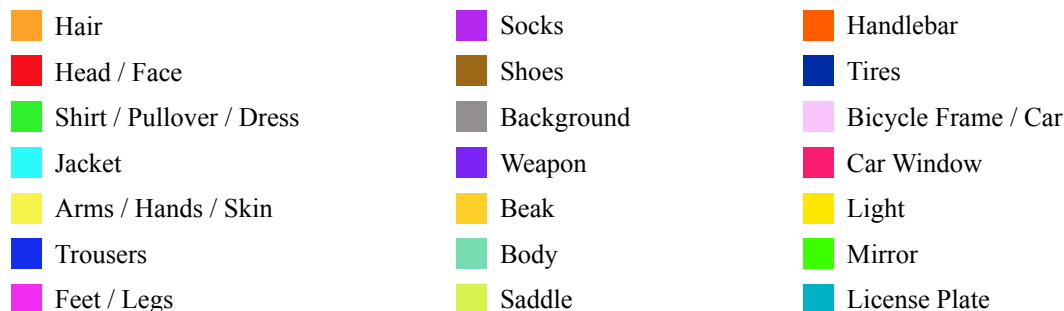 Hair
Head / Face
Shirt / Pullover / Dress
Jacket
Arms / Hands / Skin
Trousers
Feet / Legs
Socks
Shoes
Background
Weapon
Beak
Body
Saddle
Handlebar
Tires
Bicycle Frame / Car
Car Window
Light
Mirror
License Plate